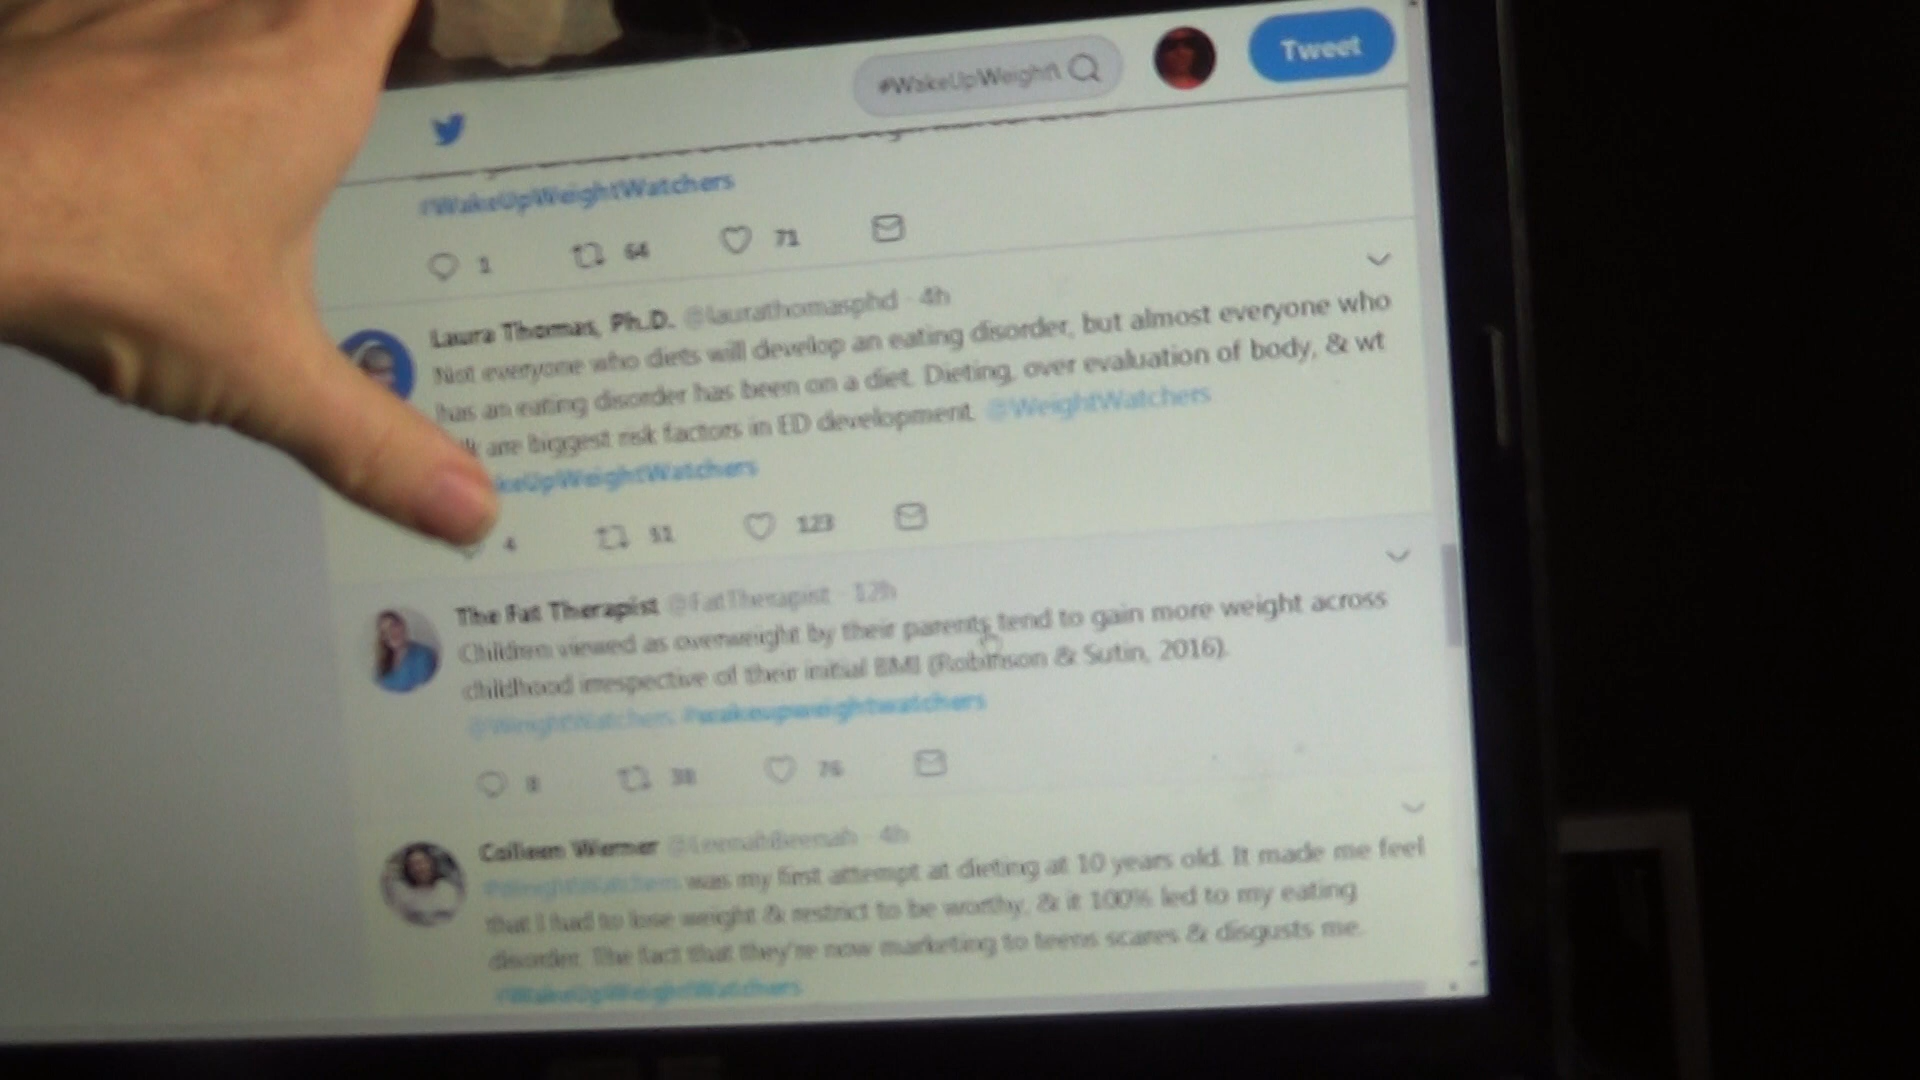 #WakeUpWeight
Tweet
#WakeUpWeightWatchers
1 64 71
Laura Thomas, Ph.D. @laurathomasphd · 4h
Not everyone who diets will develop an eating disorder, but almost everyone who
has an eating disorder has been on a diet. Dieting, over evaluation of body, & wt
are biggest risk factors in ED development. @WeightWatchers
keUpWeightWatchers
4 51 123
The Fat Therapist @FatTherapist · 12h
Children viewed as overweight by their parents tend to gain more weight across
childhood irrespective of their initial BMI (Robinson & Sutin, 2016).
@WeightWatchers #wakeupweightwatchers
38 76
Colleen Werner · 4h
#WeightWatchers was my first attempt at dieting at 10 years old. It made me feel
that I had to lose weight & restrict to be worthy, & it 100% led to my eating
disorder. The fact that they're now marketing to teens scares & disgusts me.
#WakeUpWeightWatchers